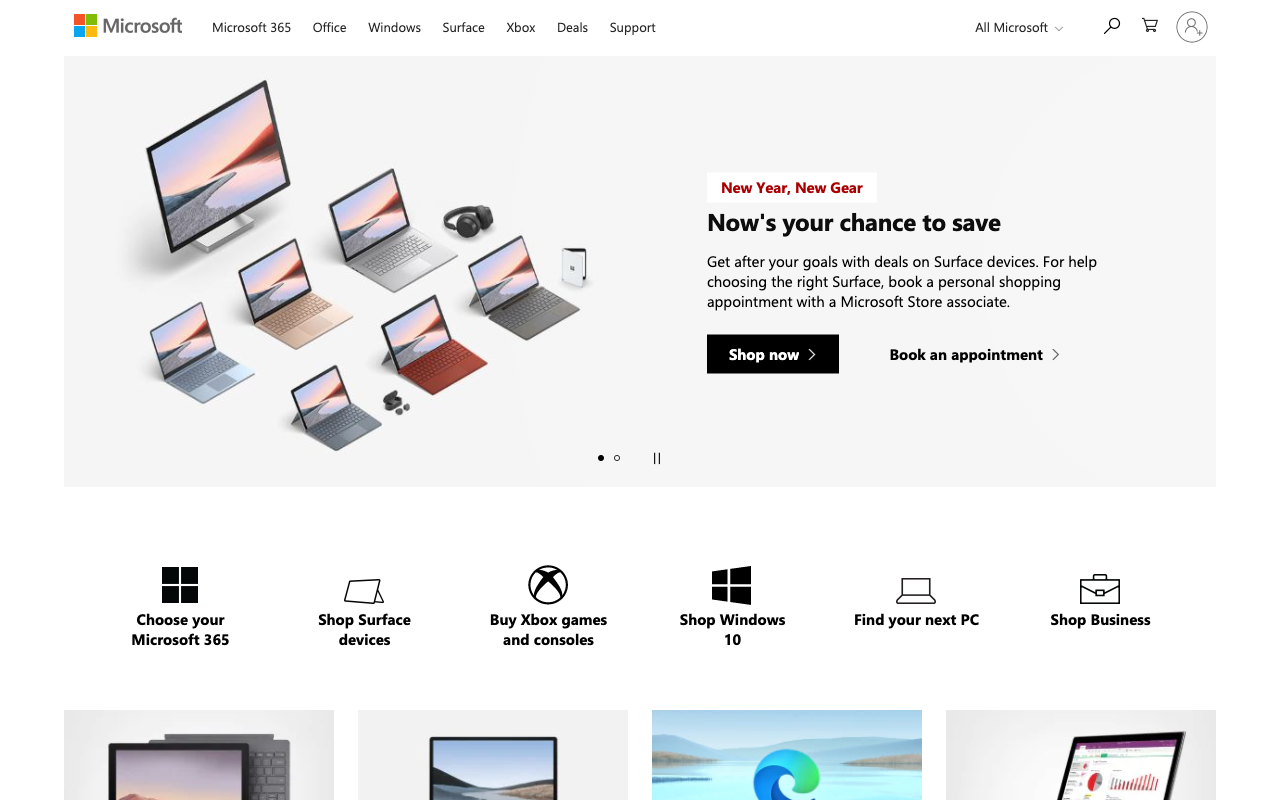 Microsoft
Microsoft 365
Office
Windows
Surface
Xbox
Deals
Support
All Microsoft
New Year, New Gear
Now's your chance to save
Get after your goals with deals on Surface devices. For help
choosing the right Surface, book a personal shopping
appointment with a Microsoft Store associate.
Shop now
Book an appointment
Choose your
Microsoft 365
Shop Surface
devices
Buy Xbox games
and consoles
Shop Windows
10
Find your next PC
Shop Business